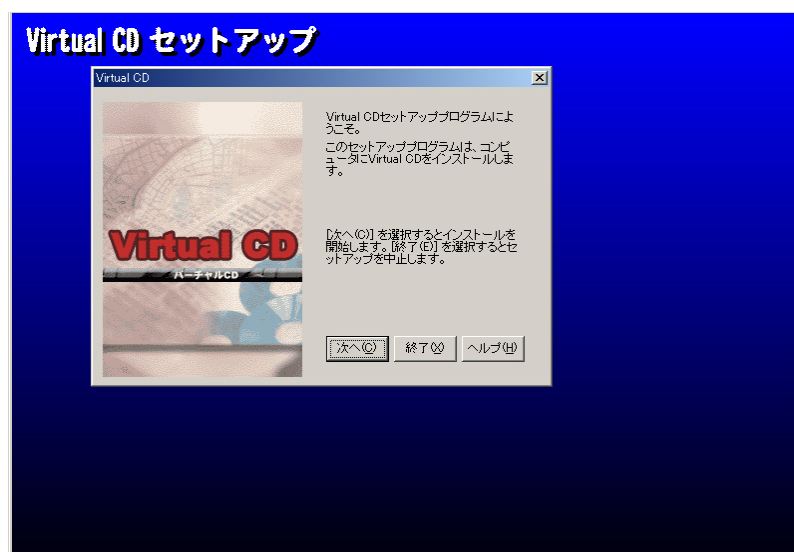 Virtual CD セットアップ
Virtual CD
Virtual CDセットアッププログラムによ
うこそ。
このセットアッププログラムは、コンピ
ュータにVirtual CDをインストールしま
す。
[次へ(C)] を選択するとインストールを
開始します。[終了(E)] を選択するとセ
ットアップを中止します。
Virtual CD
バーチャルCD
次へ(C)
終了(X)
ヘルプ(H)